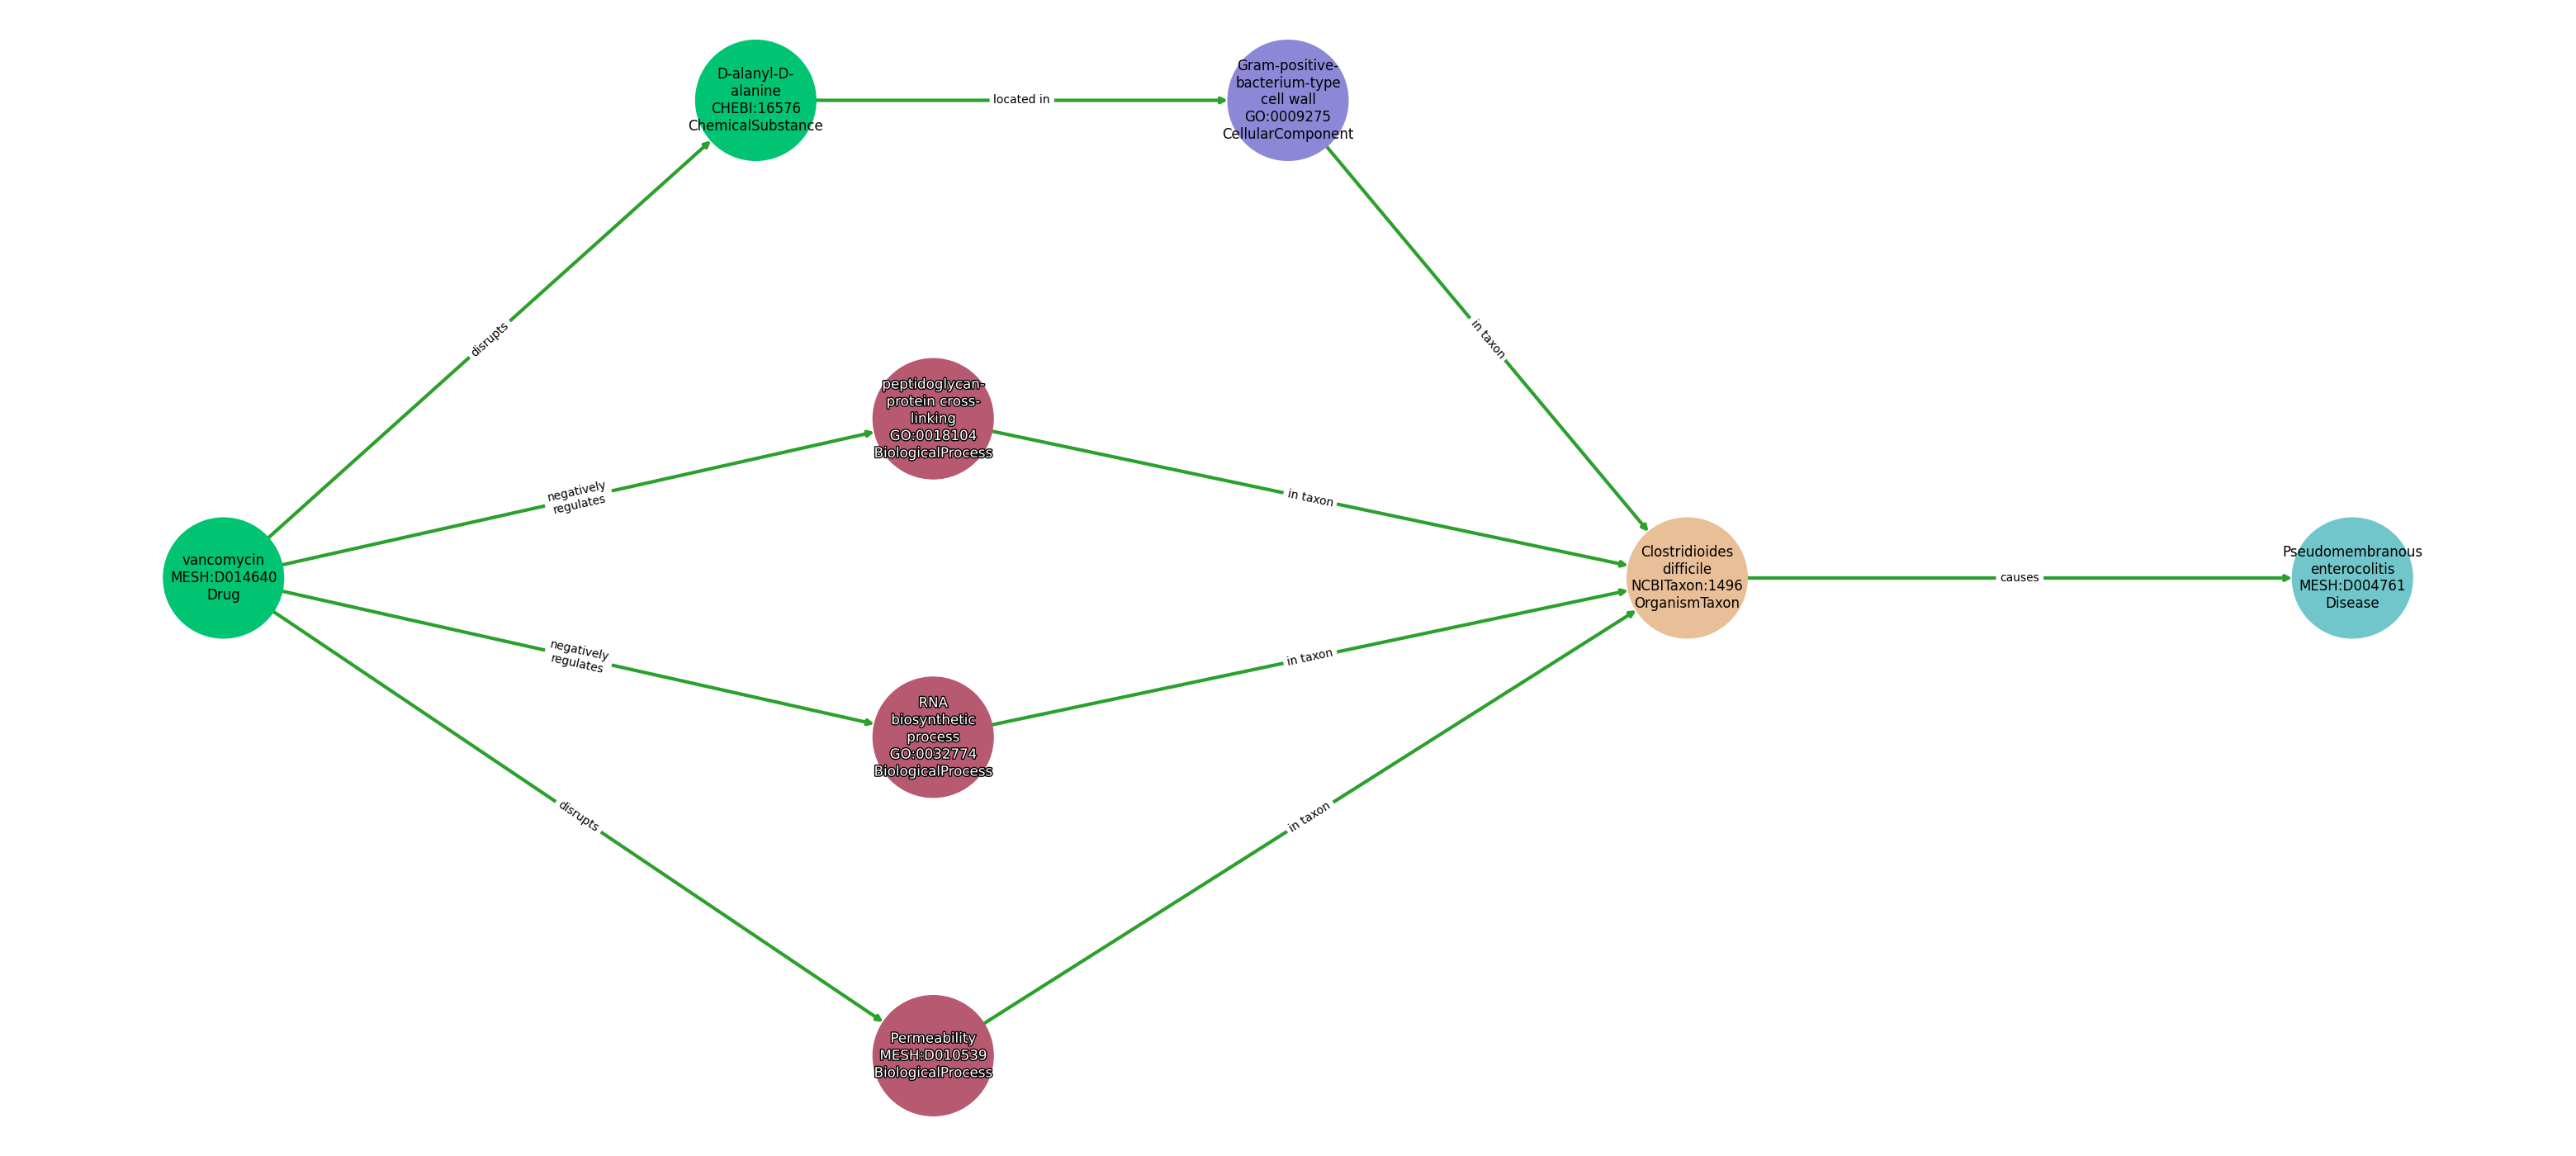 D-alanyl-D-
alanine
CHEBI:16576
ChemicalSubstance
located in
Gram-positive-
bacterium-type
cell wall
GO:0009275
CellularComponent
disrupts
in taxon
peptidoglycan-
protein cross-
linking
GO:0018104
BiologicalProcess
negatively
regulates
in taxon
vancomycin
MESH:D014640
Drug
Clostridioides
difficile
NCBITaxon:1496
OrganismTaxon
causes
Pseudomembranous
enterocolitis
MESH:D004761
Disease
negatively
regulates
in taxon
RNA
biosynthetic
process
GO:0032774
BiologicalProcess
disrupts
in taxon
Permeability
MESH:D010539
BiologicalProcess